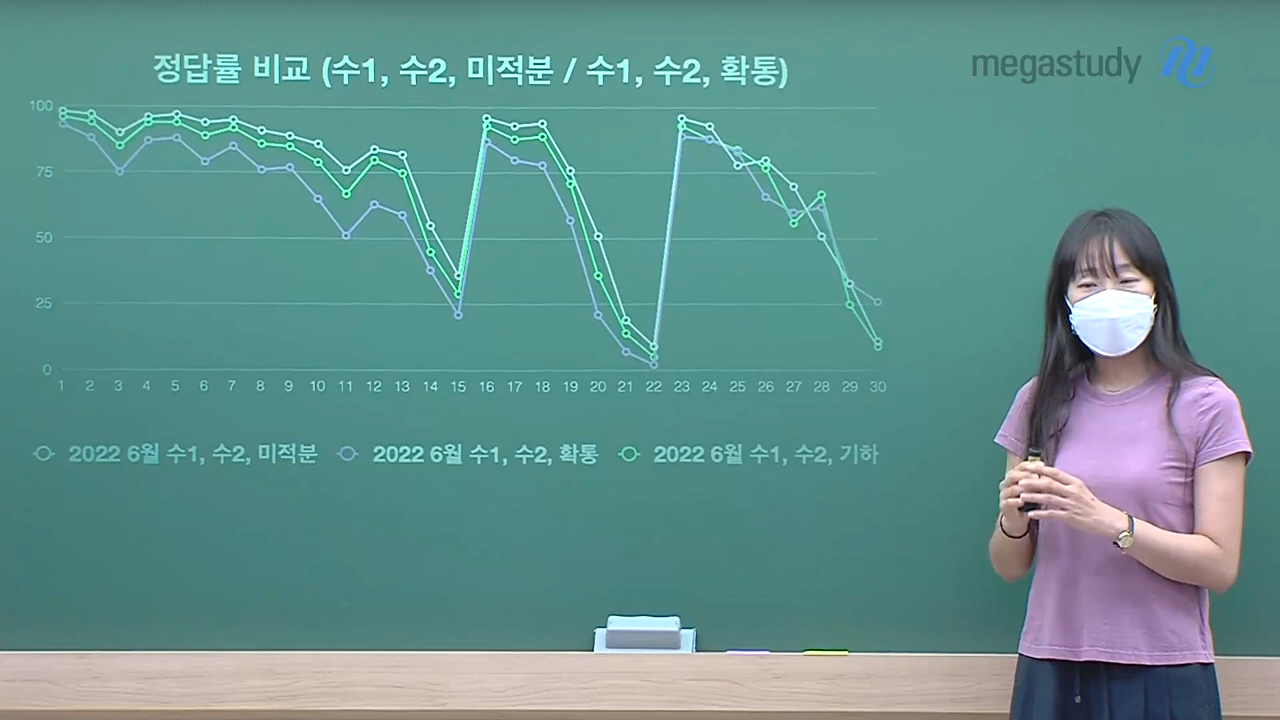 정답률 비교 (수1, 수2, 미적분 / 수1, 수2, 확통)
megastudy M
100
75
50
25
0
1 2 3 4 5 6 7 8 9 10 11 12 13 14 15 16 17 18 19 20 21 22 23 24 25 26 27 28 29 30
2022 6월 수1, 수2, 미적분 2022 6월 수1, 수2, 확통 2022 6월 수1, 수2, 기하